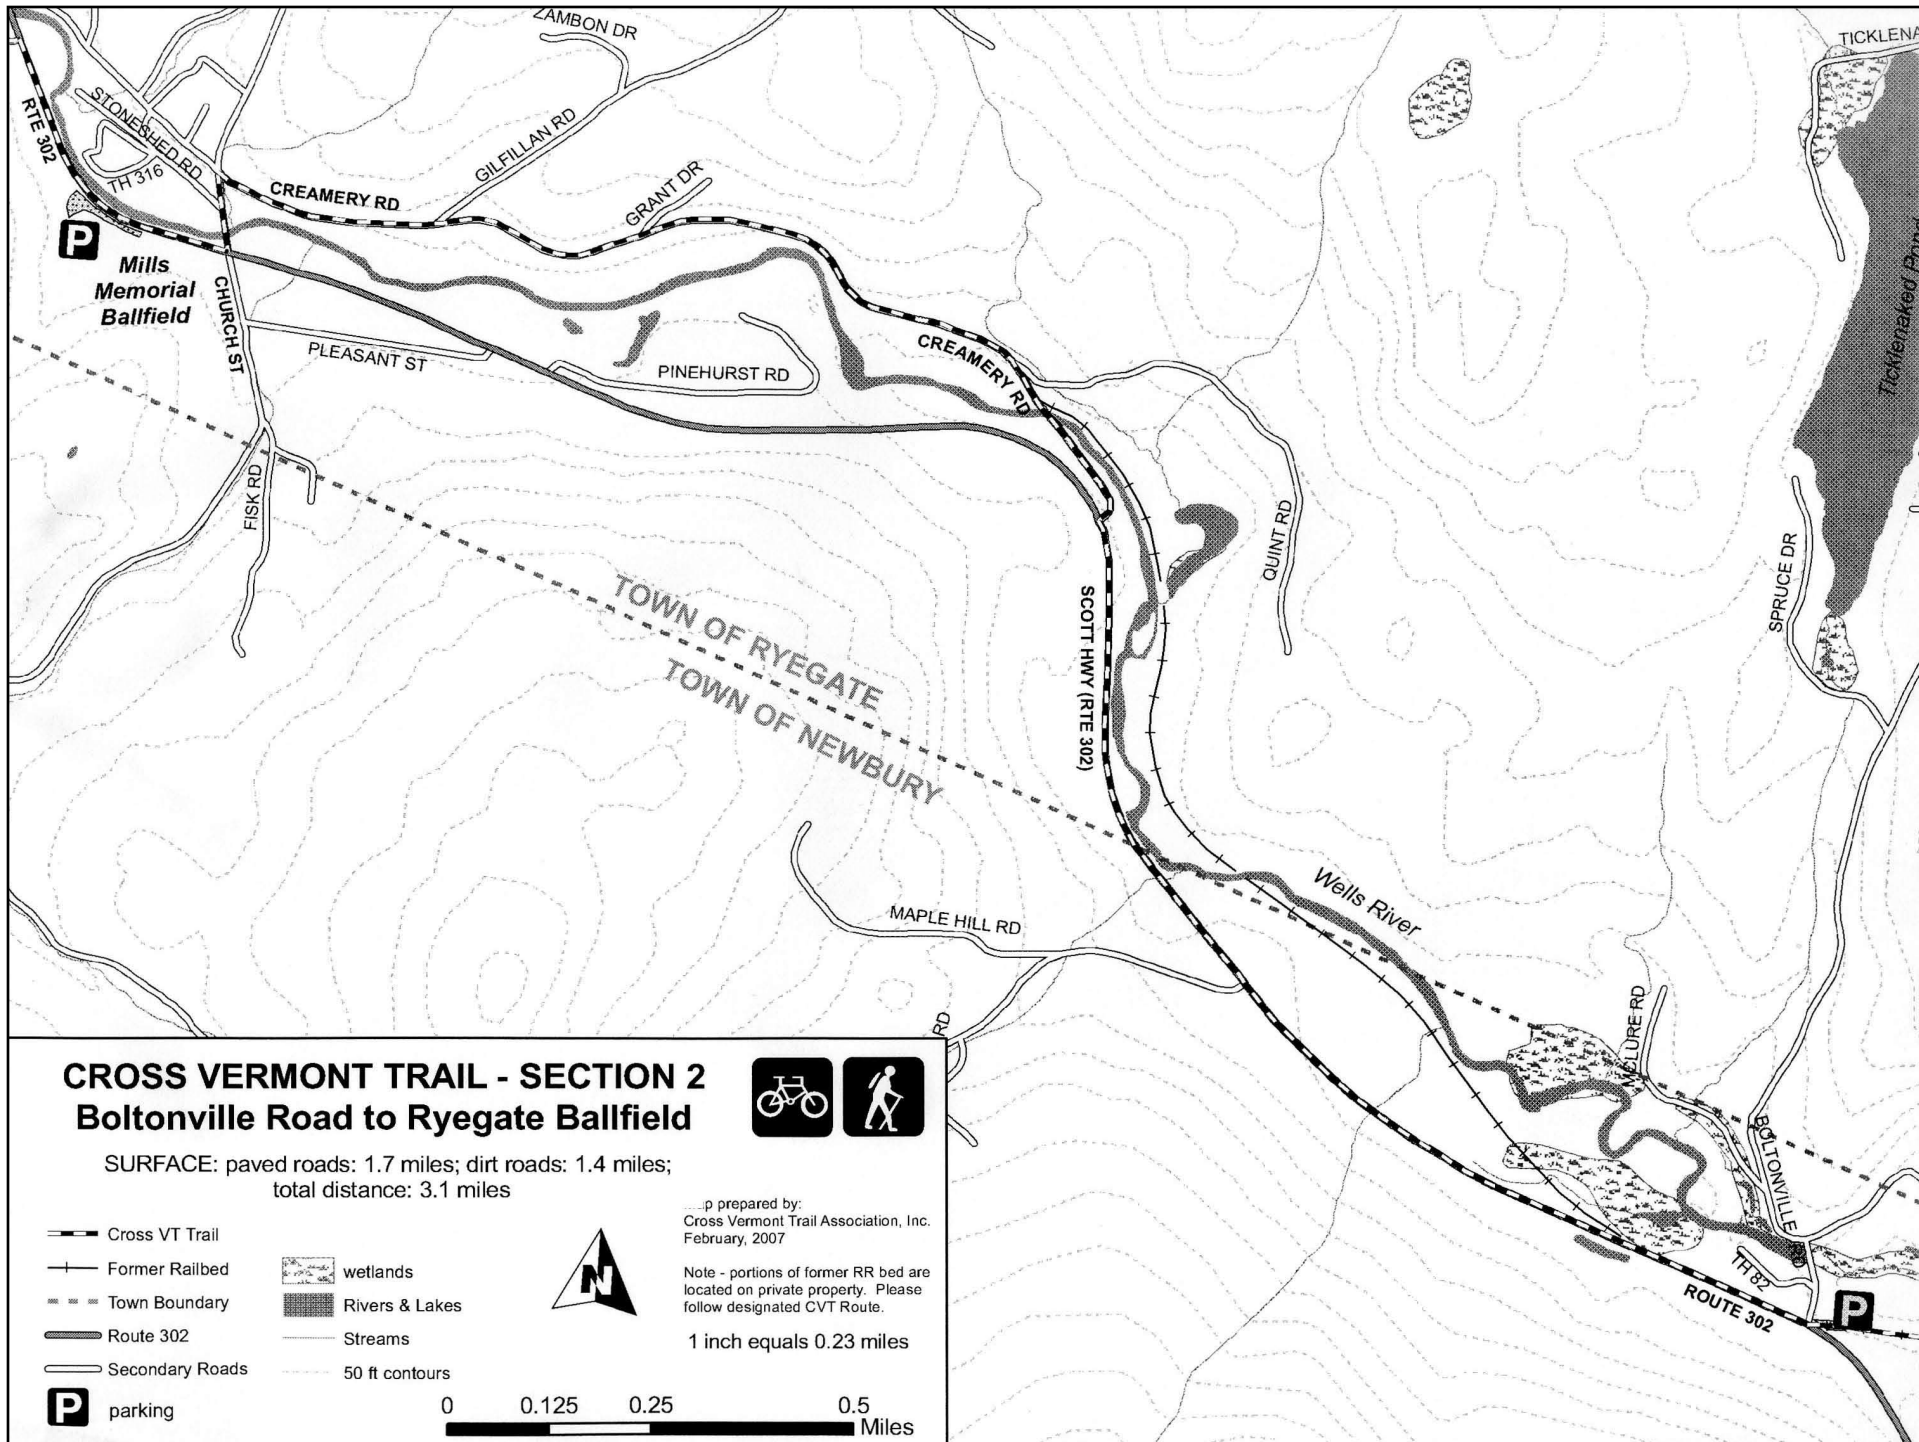 ZAMBON DR
RTE 302
STONESHED RD
TH 316
CREAMERY RD
GILFILLAN RD
GRANT DR
P
Mills
Memorial
Ballfield
CHURCH ST
PLEASANT ST
PINEHURST RD
CREAMERY RD
FISK RD
QUINT RD
Ticklenaked
SPRUCE DR
TOWN OF RYEGATE
TOWN OF NEWBURY
SCOTT HWY (RTE 302)
MAPLE HILL RD
RD
Wells River
MCLURE RD
BOLTONVILLE RD
TH 82
ROUTE 302
P
CROSS VERMONT TRAIL - SECTION 2
Boltonville Road to Ryegate Ballfield
SURFACE: paved roads: 1.7 miles; dirt roads: 1.4 miles;
total distance: 3.1 miles
Cross VT Trail
Former Railbed
Town Boundary
Route 302
Secondary Roads
P parking
wetlands
Rivers & Lakes
Streams
50 ft contours
N
prepared by:
Cross Vermont Trail Association, Inc.
February, 2007
Note - portions of former RR bed are
located on private property. Please
follow designated CVT Route.
1 inch equals 0.23 miles
0 0.125 0.25 0.5
Miles